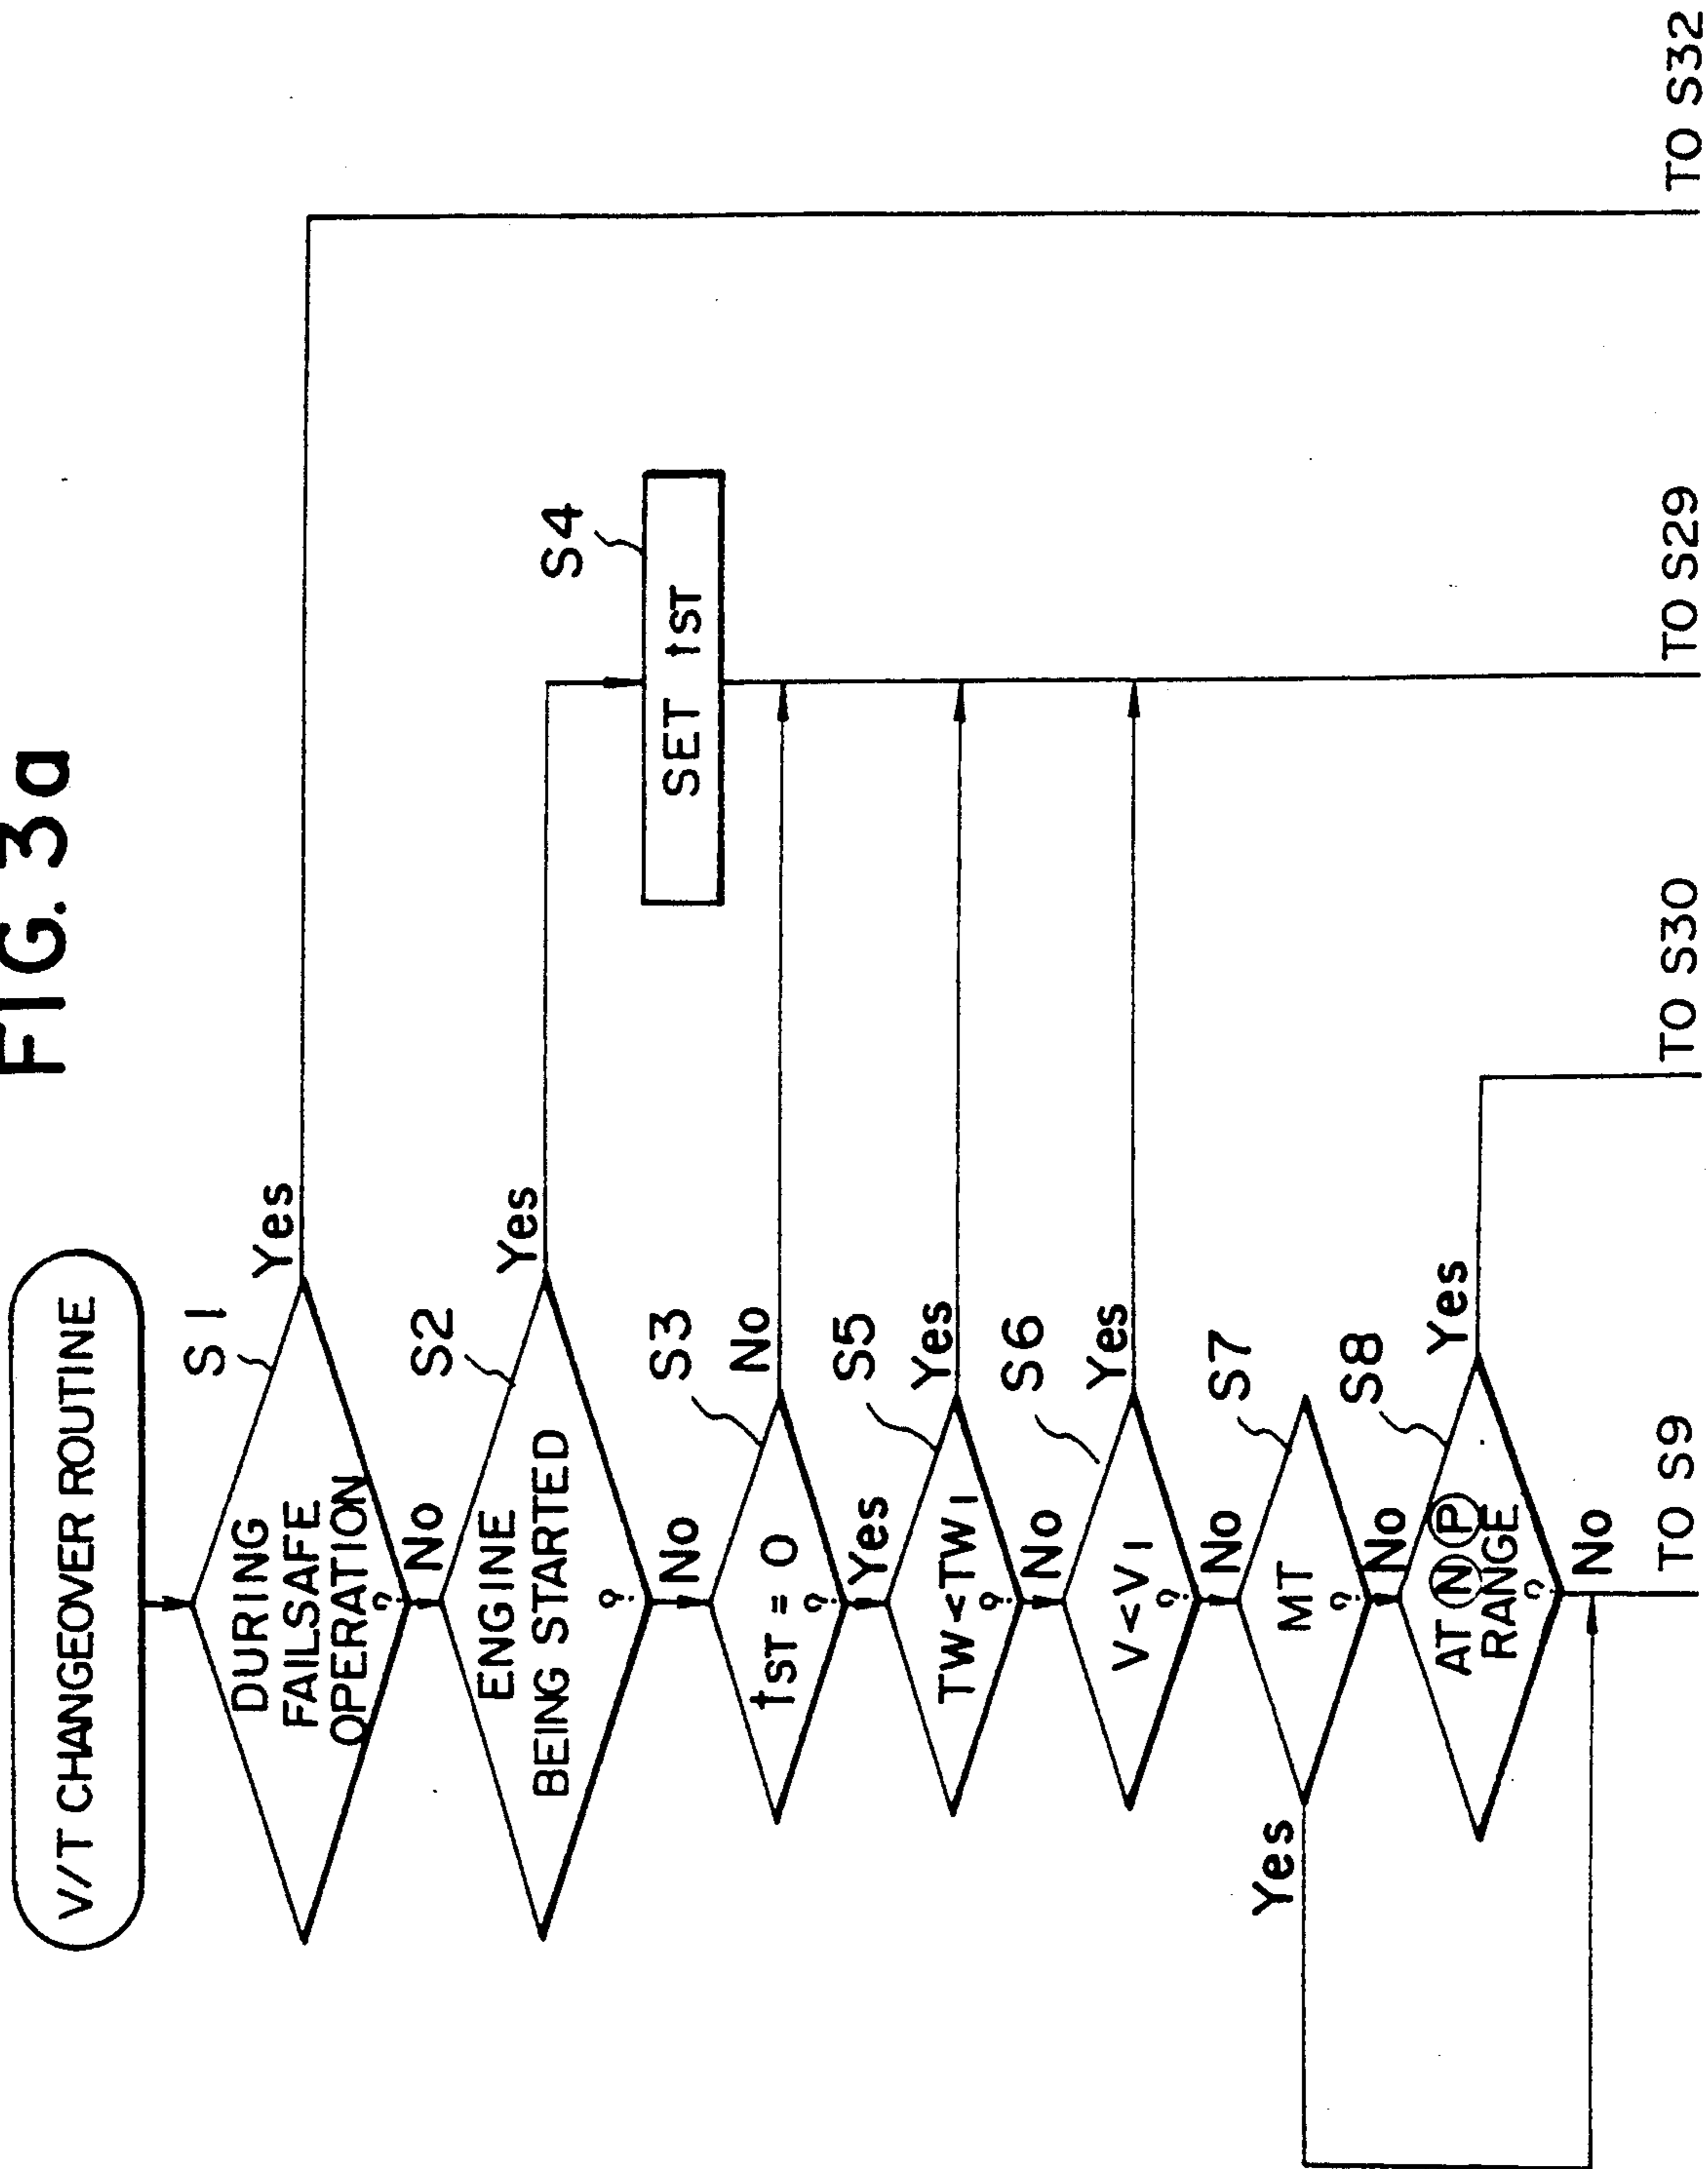 FIG. 3a
V/T CHANGEOVER ROUTINE
S1
DURING
FAILSAFE
OPERATION
?
Yes
No
S2
ENGINE
BEING STARTED
?
Yes
No
S4
SET tST
S3
tST = 0
?
No
Yes
S5
TW<TW1
?
Yes
No
S6
V<V1
?
Yes
No
S7
MT
?
Yes
No
S8
AT N P
RANGE
?
Yes
No
TO S9
TO S30
TO S29
TO S32